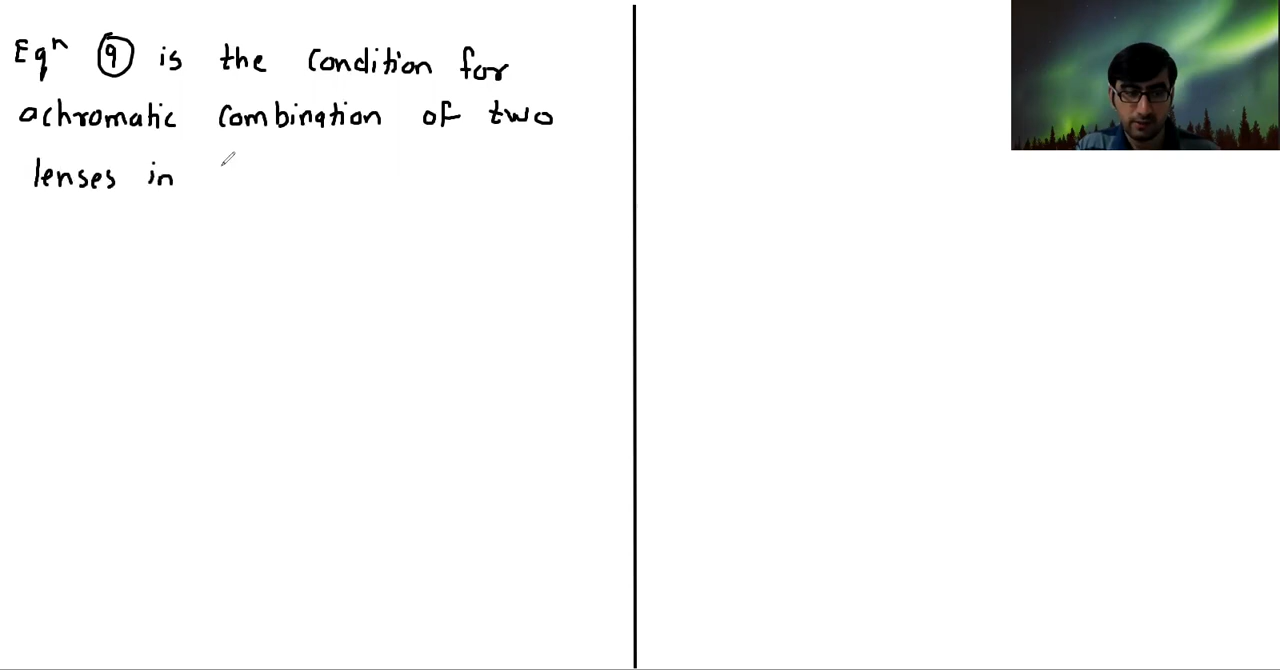 Eqⁿ ⑨ is the condition for
achromatic combination of two
lenses in